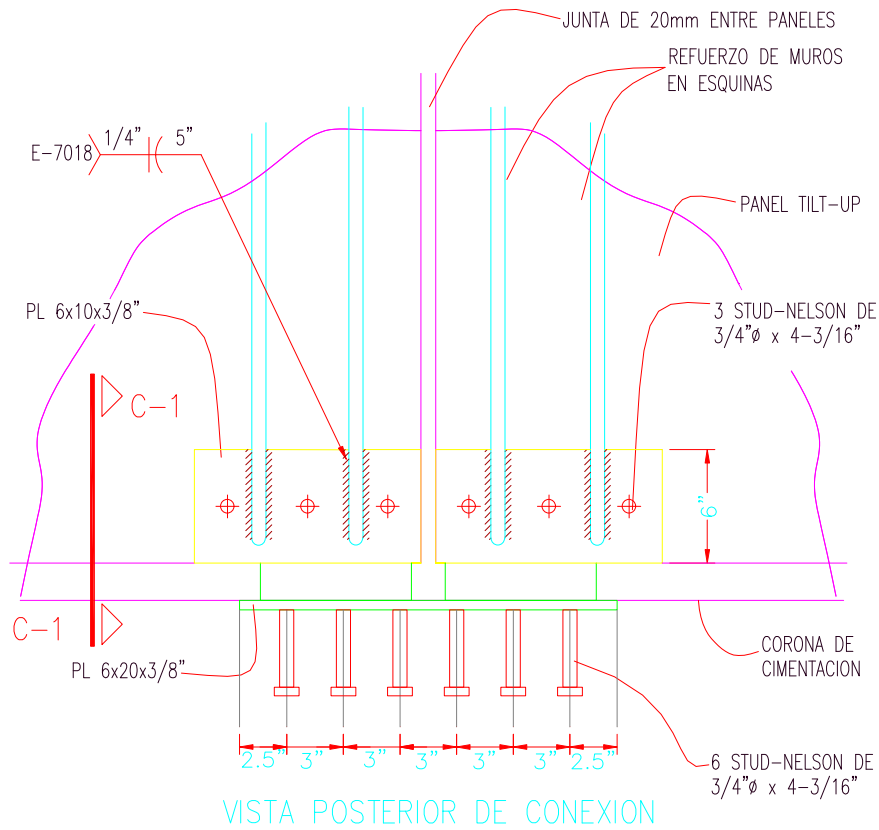 JUNTA DE 20mm ENTRE PANELES
REFUERZO DE MUROS
EN ESQUINAS
E-7018
1/4"
5"
PANEL TILT-UP
PL 6x10x3/8"
3 STUD-NELSON DE
3/4"ø x 4-3/16"
C-1
6"
C-1
CORONA DE
CIMENTACION
PL 6x20x3/8"
2.5" 3" 3" 3" 3" 3" 2.5"
6 STUD-NELSON DE
3/4"ø x 4-3/16"
VISTA POSTERIOR DE CONEXION